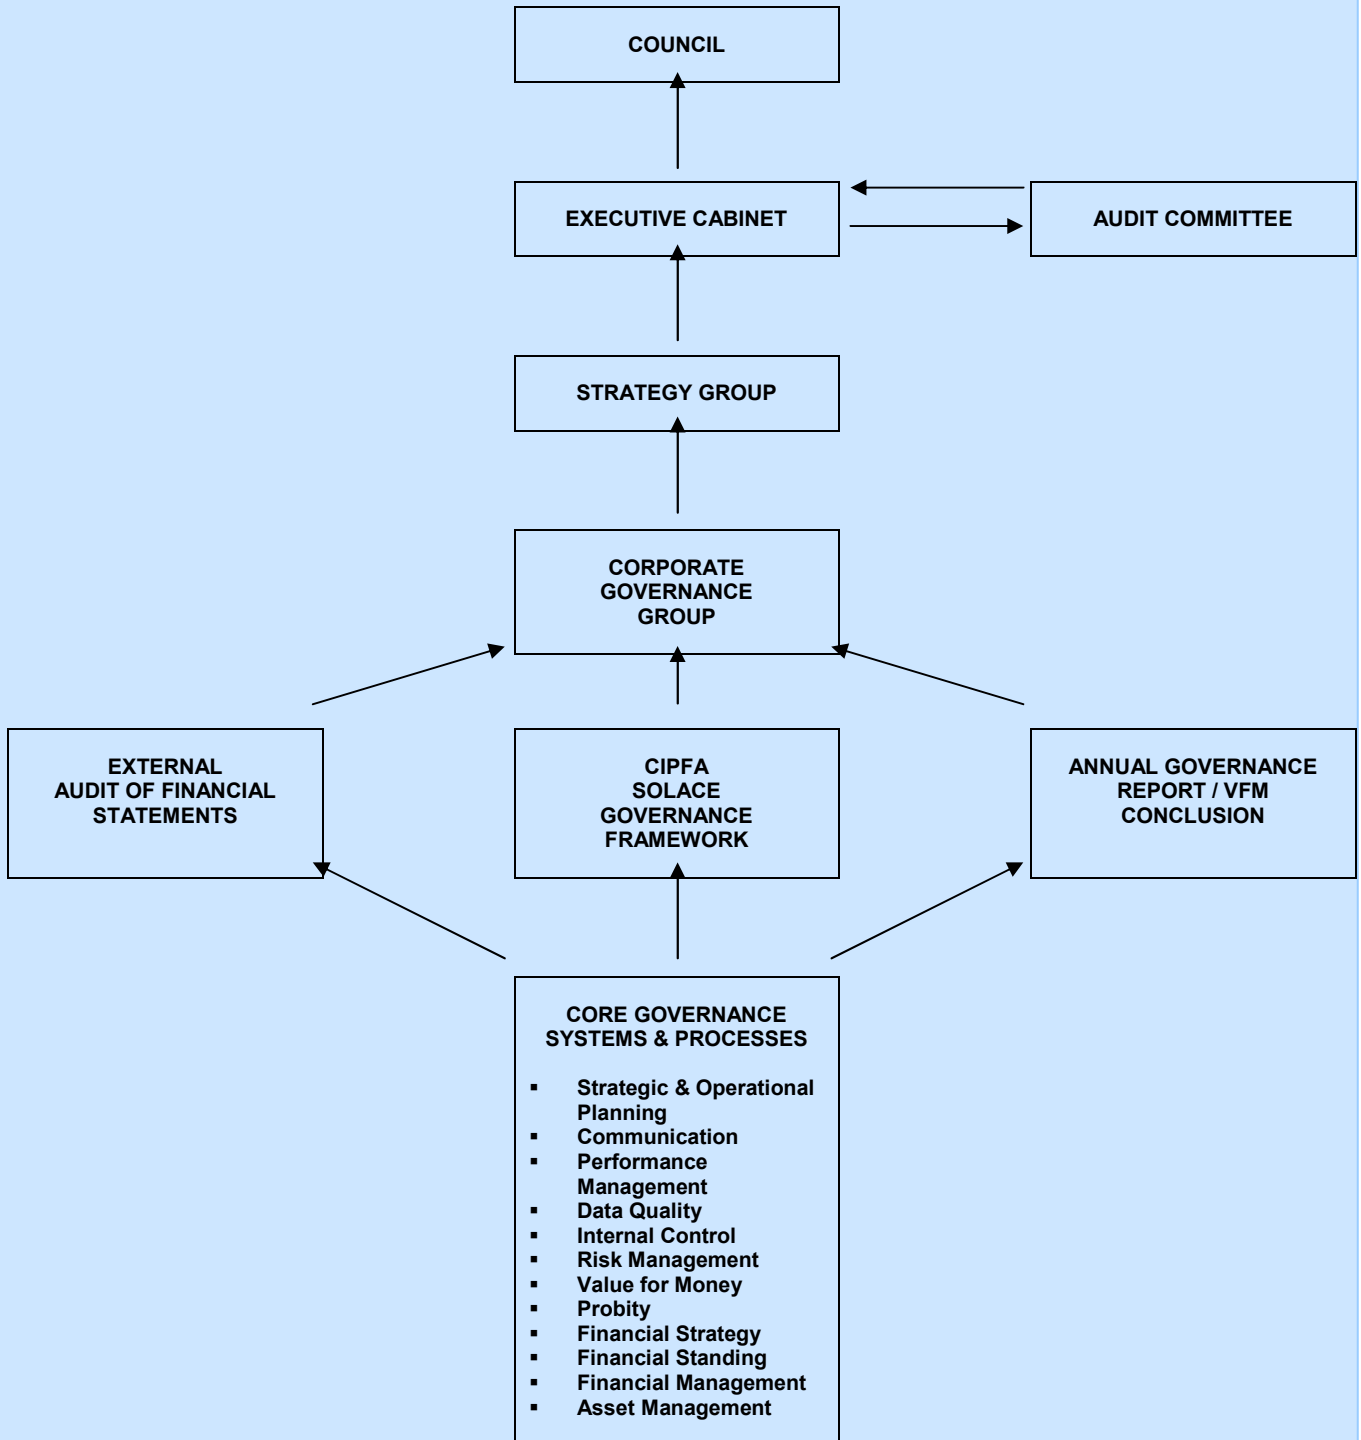 COUNCIL
EXECUTIVE CABINET
AUDIT COMMITTEE
STRATEGY GROUP
CORPORATE
GOVERNANCE
GROUP
EXTERNAL
AUDIT OF FINANCIAL
STATEMENTS
CIPFA
SOLACE
GOVERNANCE
FRAMEWORK
ANNUAL GOVERNANCE
REPORT / VFM
CONCLUSION
CORE GOVERNANCE
SYSTEMS & PROCESSES
▪ Strategic & Operational
Planning
▪ Communication
▪ Performance
Management
▪ Data Quality
▪ Internal Control
▪ Risk Management
▪ Value for Money
▪ Probity
▪ Financial Strategy
▪ Financial Standing
▪ Financial Management
▪ Asset Management